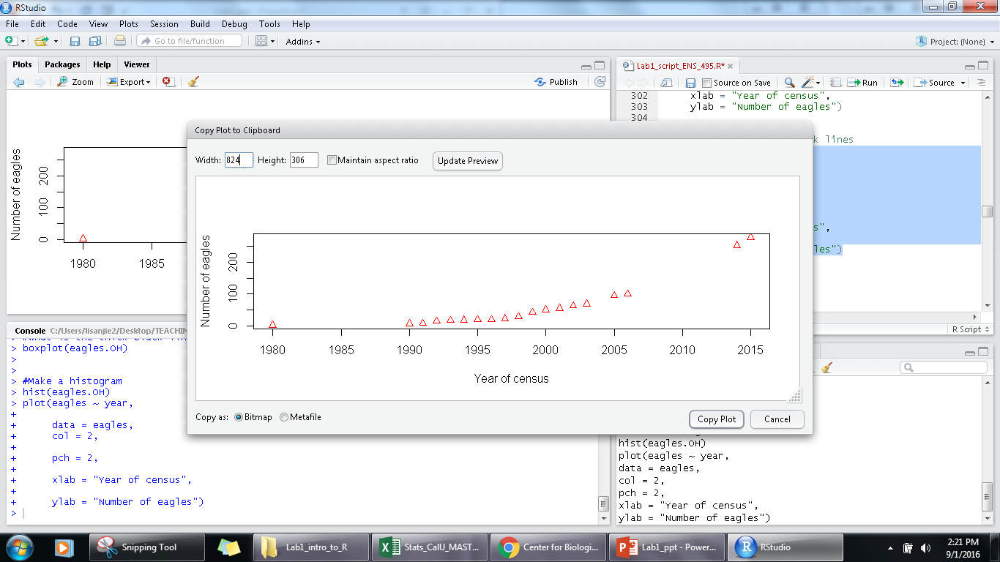 RStudio
File Edit Code View Plots Session Build Debug Tools Help
Go to file/function Addins Project: (None)
Plots Packages Help Viewer
Zoom Export Publish
Number of eagles
0 100 200
1980 1985
Lab1_script_ENS_495.R*
Source on Save Run Source
302 xlab = "Year of census",
303 ylab = "Number of eagles")
304
k lines
s",
les")
R Script
Copy Plot to Clipboard
Width: 824 Height: 306 Maintain aspect ratio Update Preview
Number of eagles
0 100 200
1980 1985 1990 1995 2000 2005 2010 2015
Year of census
Copy as: Bitmap Metafile Copy Plot Cancel
Console C:/Users/lisanjie2/Desktop/TEACHIN
> boxplot(eagles.OH)
>
>
> #Make a histogram
> hist(eagles.OH)
> plot(eagles ~ year,
+
+ data = eagles,
+ col = 2,
+
+ pch = 2,
+
+ xlab = "Year of census",
+
+ ylab = "Number of eagles")
>
hist(eagles.OH)
plot(eagles ~ year,
data = eagles,
col = 2,
pch = 2,
xlab = "Year of census",
ylab = "Number of eagles")
Snipping Tool Lab1_intro_to_R Stats_CalU_MAST... Center for Biologi... Lab1_ppt - Power... RStudio
2:21 PM
9/1/2016